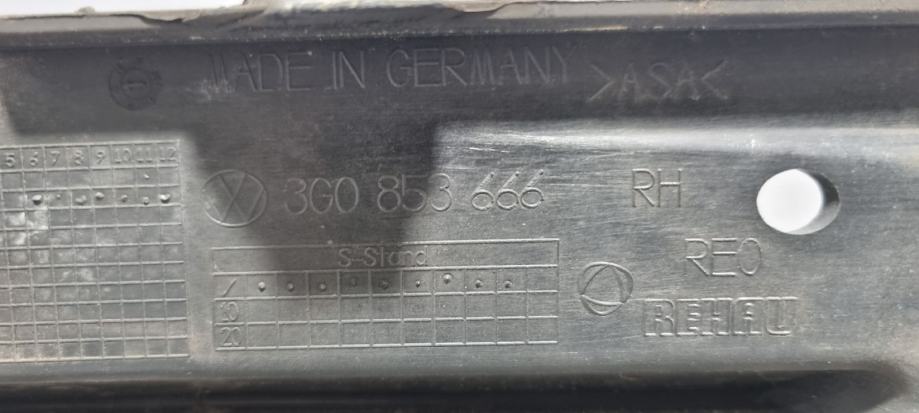 MADE IN GERMANY >ASA<
5 6 7 8 9 10 11 12
3G0 853 666 RH
S-Stand
REO
10
REHAU
20